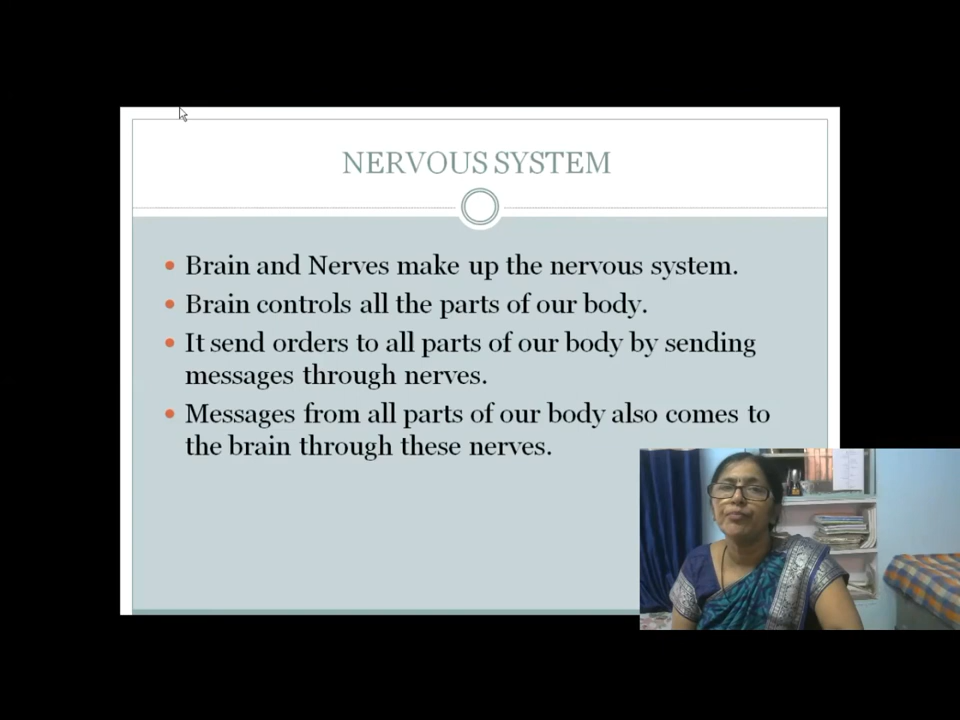 NERVOUS SYSTEM
Brain and Nerves make up the nervous system.
Brain controls all the parts of our body.
It send orders to all parts of our body by sending
messages through nerves.
Messages from all parts of our body also comes to
the brain through these nerves.